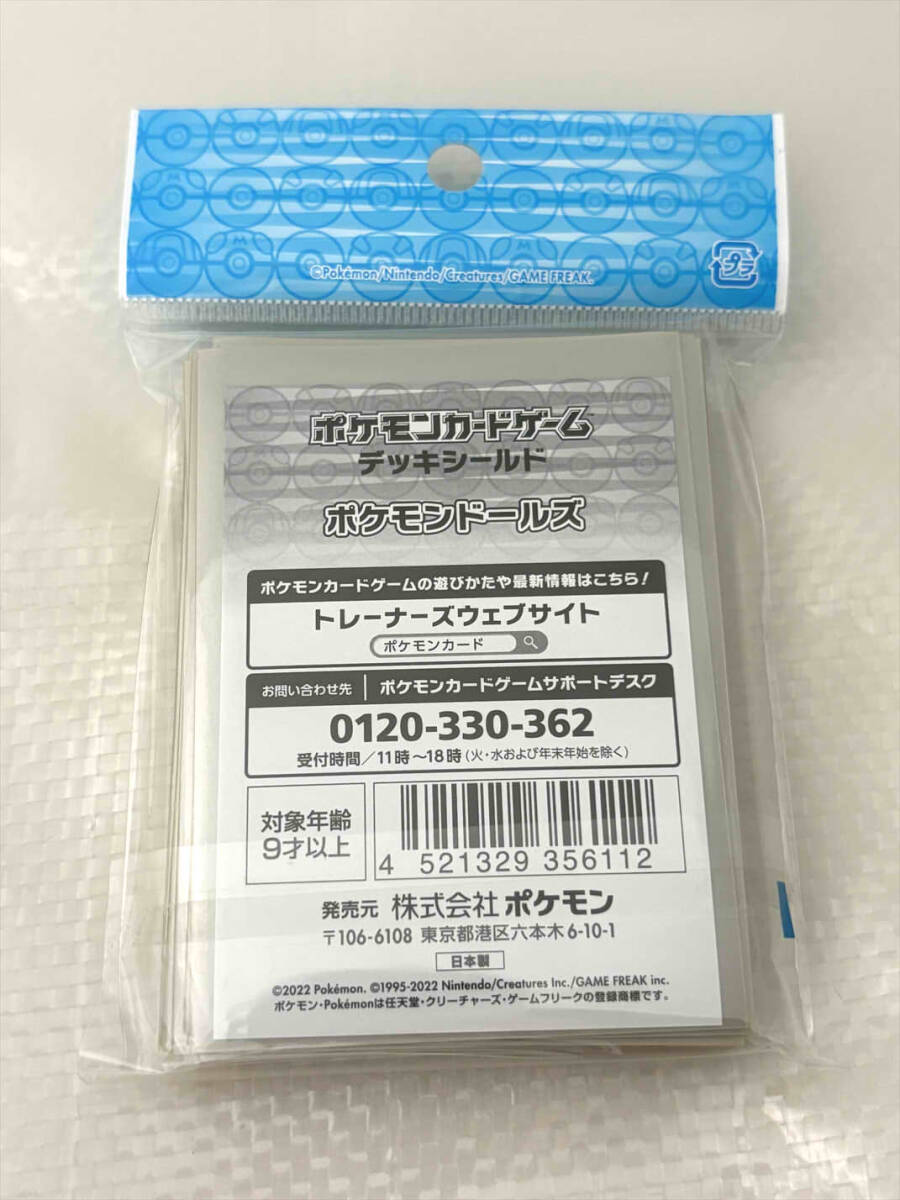 ©Pokémon/Nintendo/Creatures/GAME FREAK.
プラ
ポケモンカードゲーム™
デッキシールド
ポケモンドールズ
ポケモンカードゲームの遊びかたや最新情報はこちら!
トレーナーズウェブサイト
ポケモンカード
お問い合わせ先 ポケモンカードゲームサポートデスク
0120-330-362
受付時間/11時~18時(火・水および年末年始を除く)
対象年齢
9才以上
4 521329 356112
発売元 株式会社ポケモン
〒106-6108 東京都港区六本木6-10-1
日本製
©2022 Pokémon. ©1995-2022 Nintendo/Creatures Inc./GAME FREAK inc.
ポケモン・Pokémonは任天堂・クリーチャーズ・ゲームフリークの登録商標です。